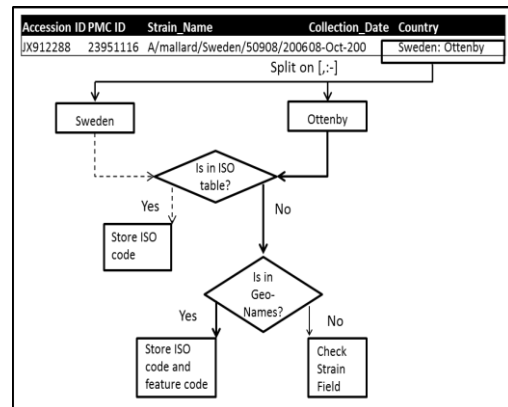 Accession ID PMC ID Strain_Name Collection_Date Country
JX912288 23951116 A/mallard/Sweden/50908/200608-Oct-200 Sweden: Ottenby
Split on [,:-]
Sweden
Ottenby
Is in ISO
table?
Yes
No
Store ISO
code
Is in
Geo-
Names?
Yes
No
Store ISO
code and
feature code
Check
Strain
Field